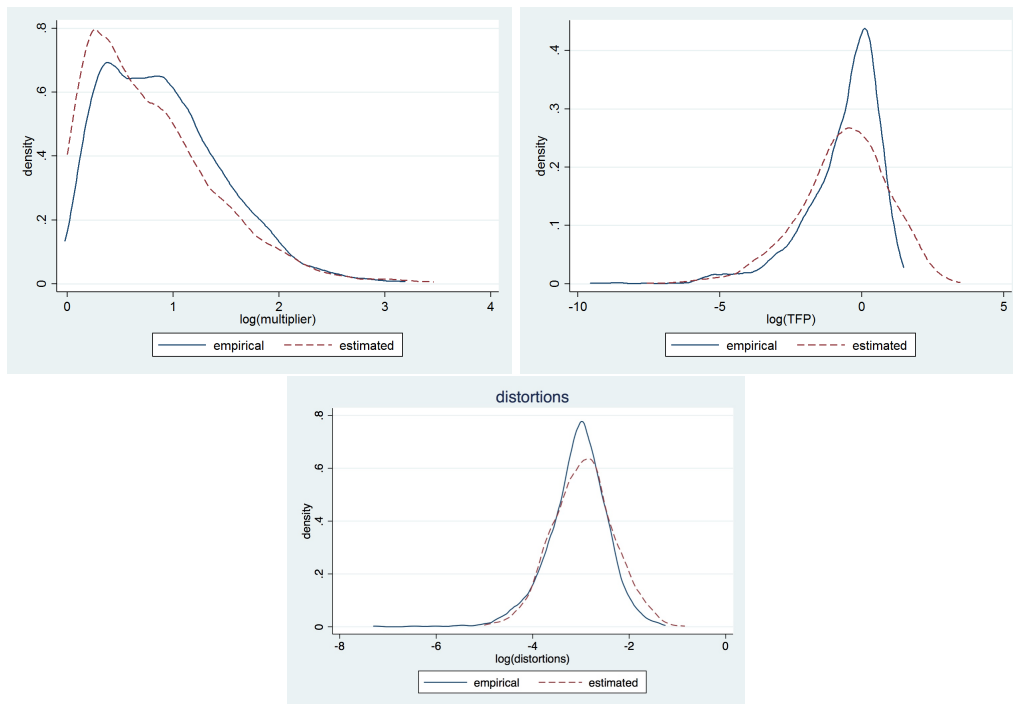 .8
.6
.4
.2
0
density
0 1 2 3 4
log(multiplier)
empirical estimated
.4
.3
.2
.1
0
density
-10 -5 0 5
log(TFP)
empirical estimated
distortions
.8
.6
.4
.2
0
density
-8 -6 -4 -2 0
log(distortions)
empirical estimated